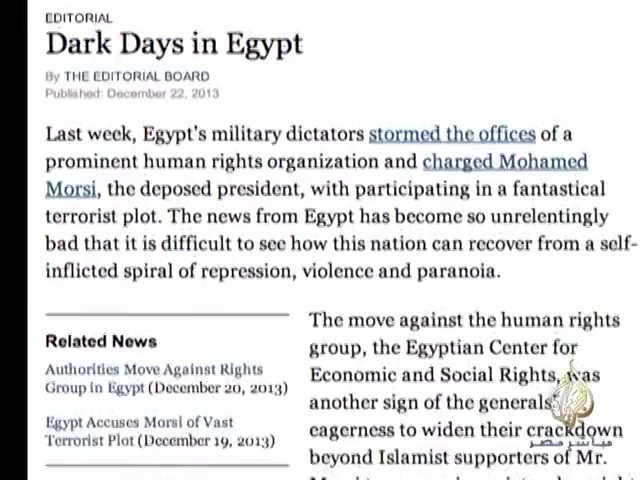 EDITORIAL
Dark Days in Egypt
By THE EDITORIAL BOARD
Published: December 22, 2013
Last week, Egypt's military dictators stormed the offices of a
prominent human rights organization and charged Mohamed
Morsi, the deposed president, with participating in a fantastical
terrorist plot. The news from Egypt has become so unrelentingly
bad that it is difficult to see how this nation can recover from a self-
inflicted spiral of repression, violence and paranoia.
Related News
Authorities Move Against Rights
Group in Egypt (December 20, 2013)
Egypt Accuses Morsi of Vast
Terrorist Plot (December 19, 2013)
The move against the human rights
group, the Egyptian Center for
Economic and Social Rights, was
another sign of the generals'
eagerness to widen their crackdown
beyond Islamist supporters of Mr.
مباشر مصر